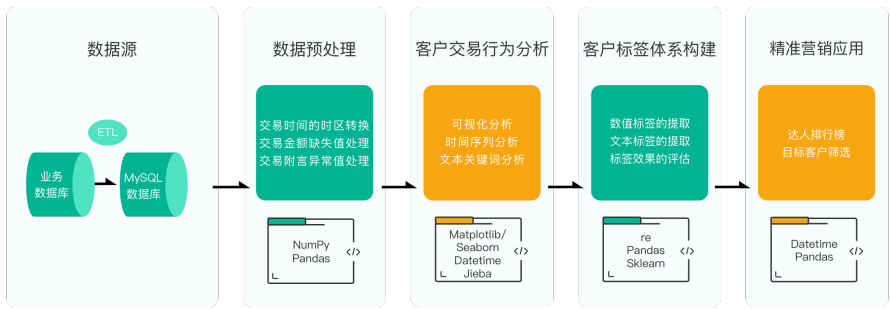 数据源
ETL
业务
数据库
MySQL
数据库
数据预处理
交易时间的时区转换
交易金额缺失值处理
交易附言异常值处理
NumPy
Pandas
</>
客户交易行为分析
可视化分析
时间序列分析
文本关键词分析
Matplotlib/
Seaborn
Datetime
Jieba
</>
客户标签体系构建
数值标签的提取
文本标签的提取
标签效果的评估
re
Pandas
Sklearn
</>
精准营销应用
达人排行榜
目标客户筛选
Datetime
Pandas
</>